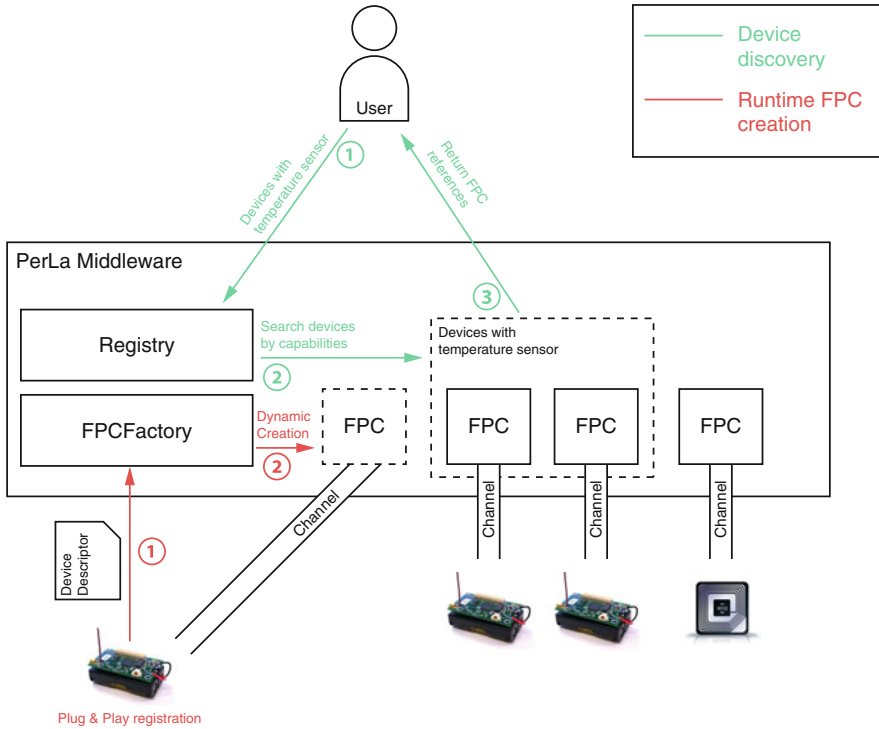 Device
discovery
Runtime FPC
creation
User
1
Devices with
temperature sensor
Return FPC
references
PerLa Middleware
3
Registry
Search devices
by capabilities
2
Devices with
temperature sensor
FPCFactory
Dynamic
Creation
2
FPC
FPC
FPC
FPC
Channel
Channel
Channel
Channel
Device
Descriptor
1
Plug & Play registration